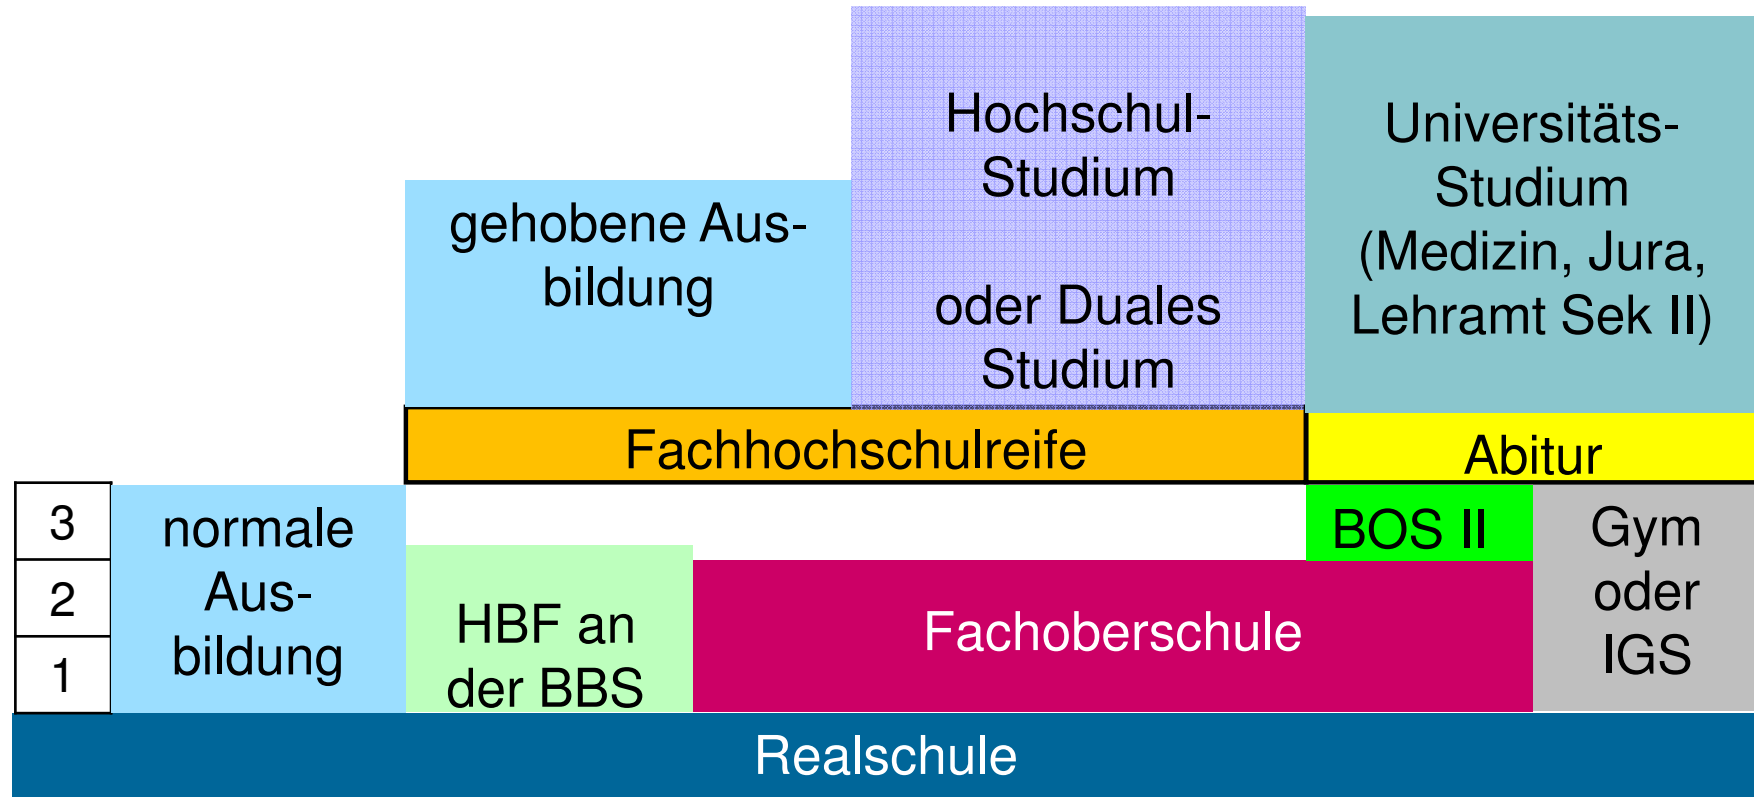 Hochschul-
Studium
oder Duales
Studium
Universitäts-
Studium
(Medizin, Jura,
Lehramt Sek II)
gehobene Aus-
bildung
Fachhochschulreife
Abitur
3
2
1
normale
Aus-
bildung
HBF an
der BBS
Fachoberschule
BOS II
Gym
oder
IGS
Realschule